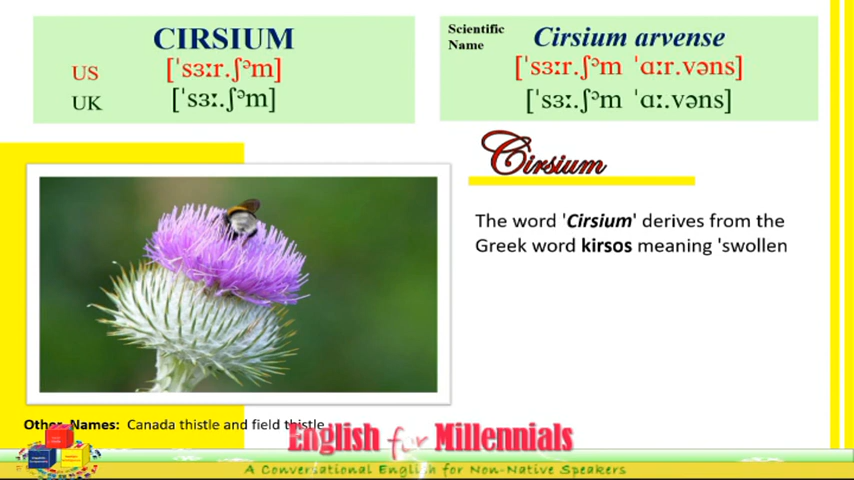 CIRSIUM
US [ˈsɜːr.ʃᵊm]
UK [ˈsɜː.ʃᵊm]
Scientific Name
Cirsium arvense
[ˈsɜːr.ʃᵊm ˈɑːr.vəns]
[ˈsɜː.ʃᵊm ˈɑː.vəns]
Cirsium
The word 'Cirsium' derives from the
Greek word kirsos meaning 'swollen
Other Names: Canada thistle and field thistle
English for Millennials
A Conversational English for Non-Native Speakers